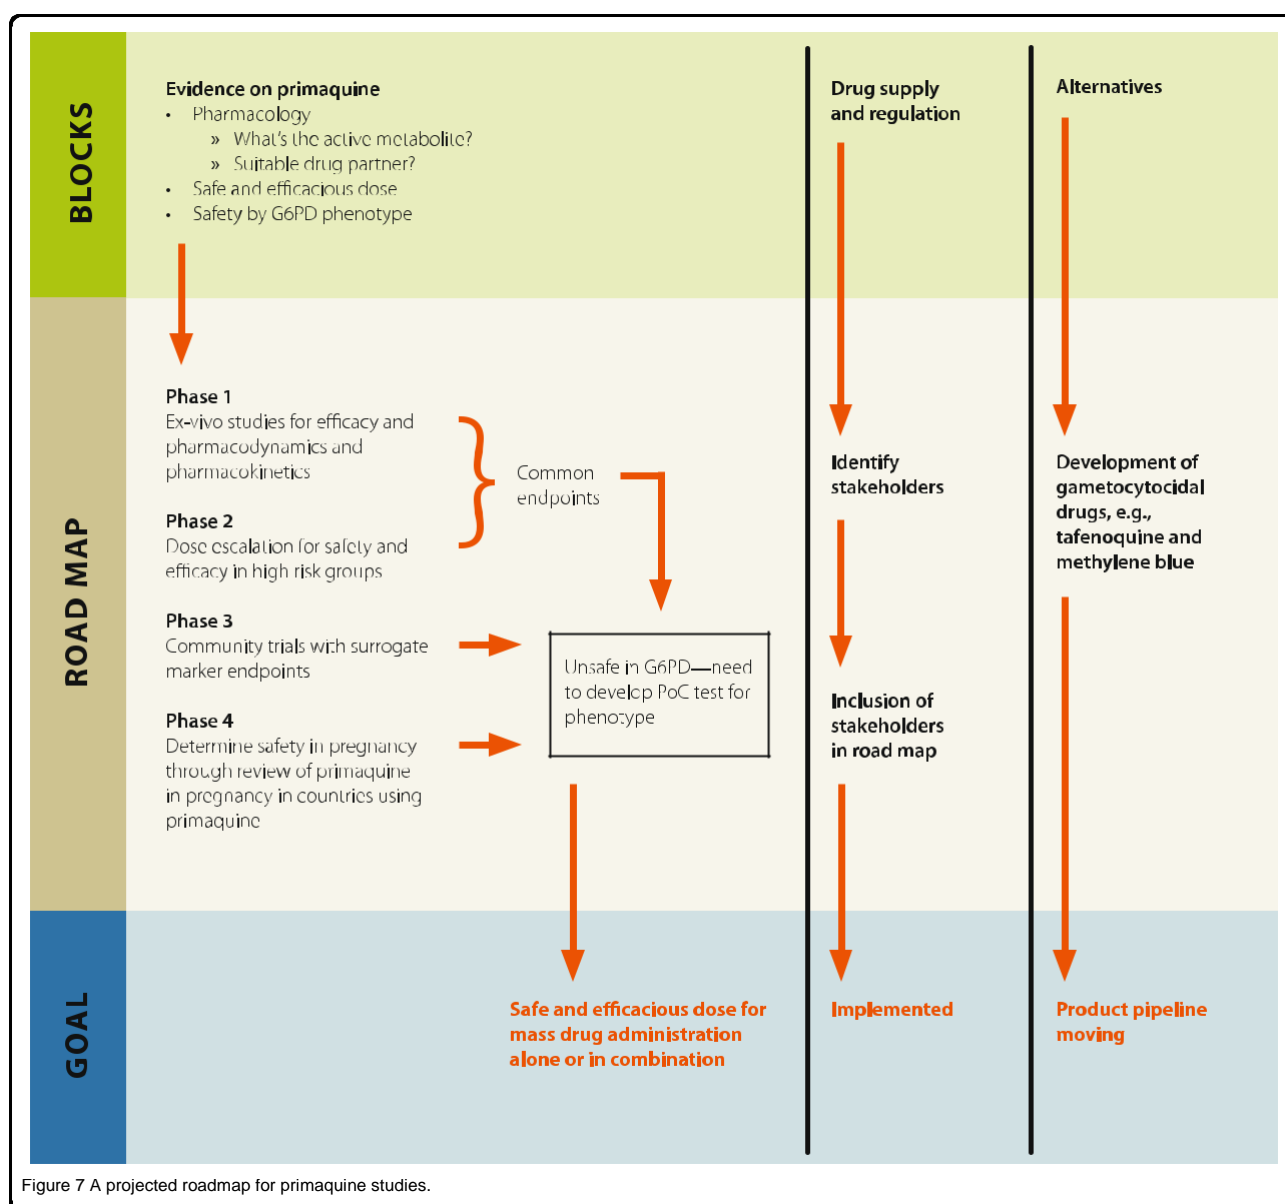 BLOCKS
Evidence on primaquine
• Pharmacology
» What's the active metabolite?
» Suitable drug partner?
• Safe and efficacious dose
• Safety by G6PD phenotype
Drug supply
and regulation
Alternatives
ROAD MAP
Phase 1
Ex-vivo studies for efficacy and
pharmacodynamics and
pharmacokinetics
Phase 2
Dose escalation for safety and
efficacy in high risk groups
Phase 3
Community trials with surrogate
marker endpoints
Phase 4
Determine safety in pregnancy
through review of primaquine
in pregnancy in countries using
primaquine
Common
endpoints
Unsafe in G6PD—need
to develop PoC test for
phenotype
Identify
stakeholders
Inclusion of
stakeholders
in road map
Development of
gametocytocidal
drugs, e.g.,
tafenoquine and
methylene blue
GOAL
Safe and efficacious dose for
mass drug administration
alone or in combination
Implemented
Product pipeline
moving
Figure 7 A projected roadmap for primaquine studies.